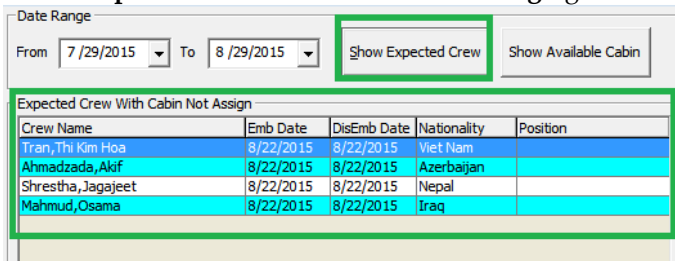 Date Range
From 7 /29/2015 To 8 /29/2015 Show Expected Crew Show Available Cabin
Expected Crew With Cabin Not Assign
Crew Name Emb Date DisEmb Date Nationality Position
Tran,Thi Kim Hoa 8/22/2015 8/22/2015 Viet Nam
Ahmadzada,Akif 8/22/2015 8/22/2015 Azerbaijan
Shrestha,Jagajeet 8/22/2015 8/22/2015 Nepal
Mahmud,Osama 8/22/2015 8/22/2015 Iraq